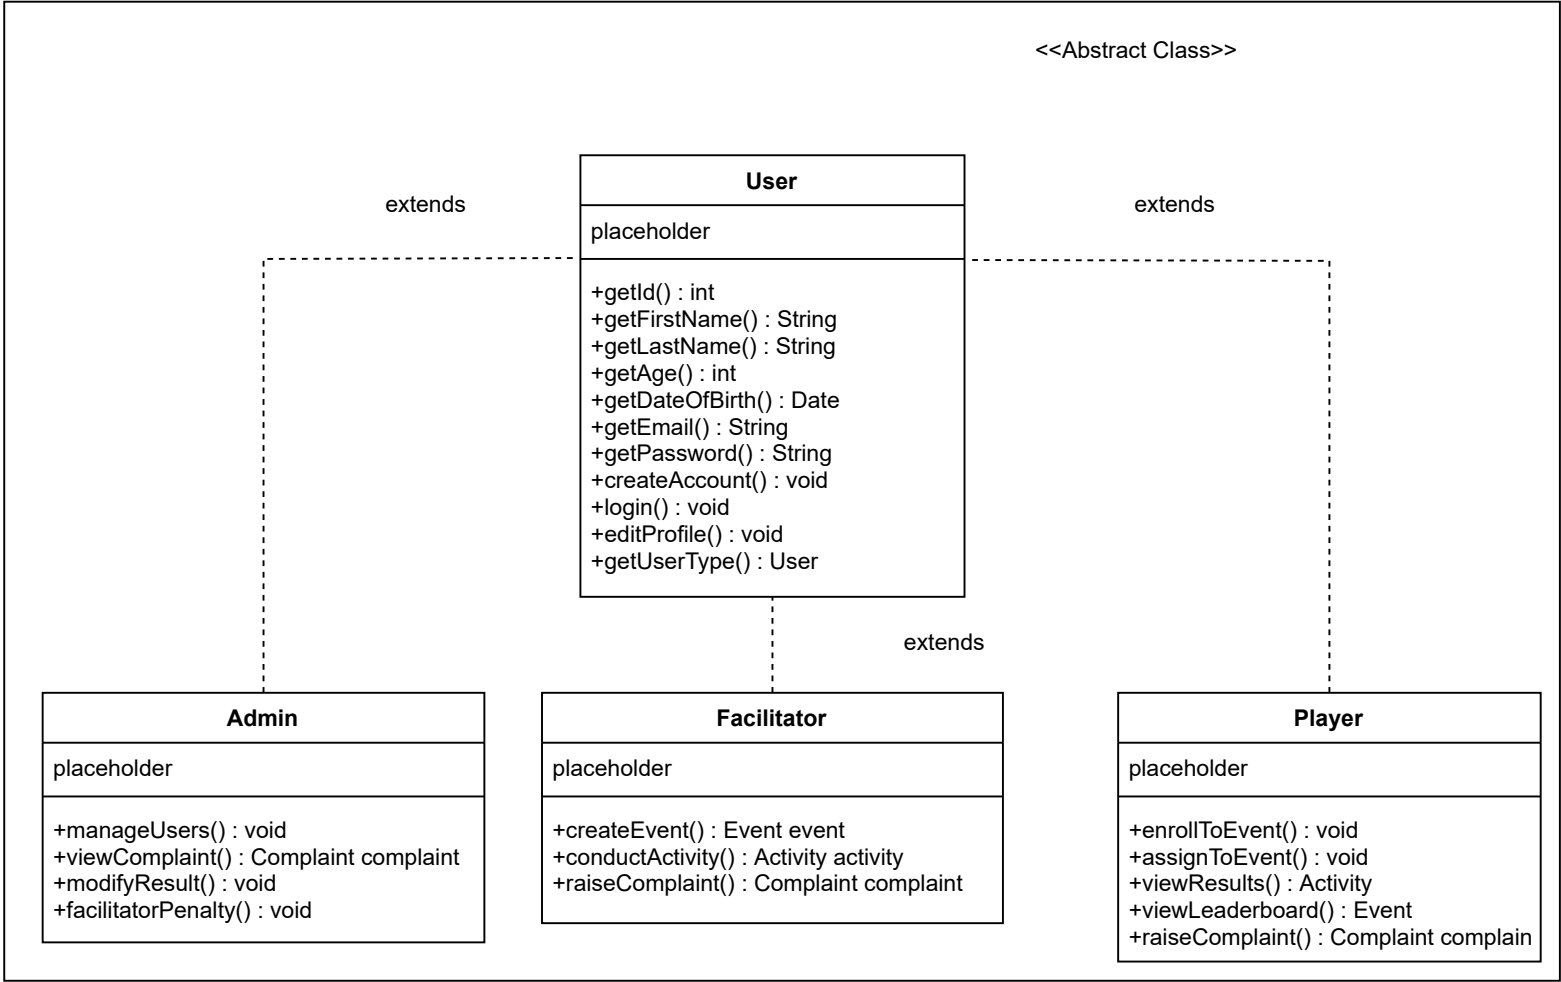 <<Abstract Class>>
User
extends
extends
placeholder
+getId() : int
+getFirstName() : String
+getLastName() : String
+getAge() : int
+getDateOfBirth() : Date
+getEmail() : String
+getPassword() : String
+createAccount() : void
+login() : void
+editProfile() : void
+getUserType() : User
extends
Admin
placeholder
+manageUsers() : void
+viewComplaint() : Complaint complaint
+modifyResult() : void
+facilitatorPenalty() : void
Facilitator
placeholder
+createEvent() : Event event
+conductActivity() : Activity activity
+raiseComplaint() : Complaint complaint
Player
placeholder
+enrollToEvent() : void
+assignToEvent() : void
+viewResults() : Activity
+viewLeaderboard() : Event
+raiseComplaint() : Complaint complain